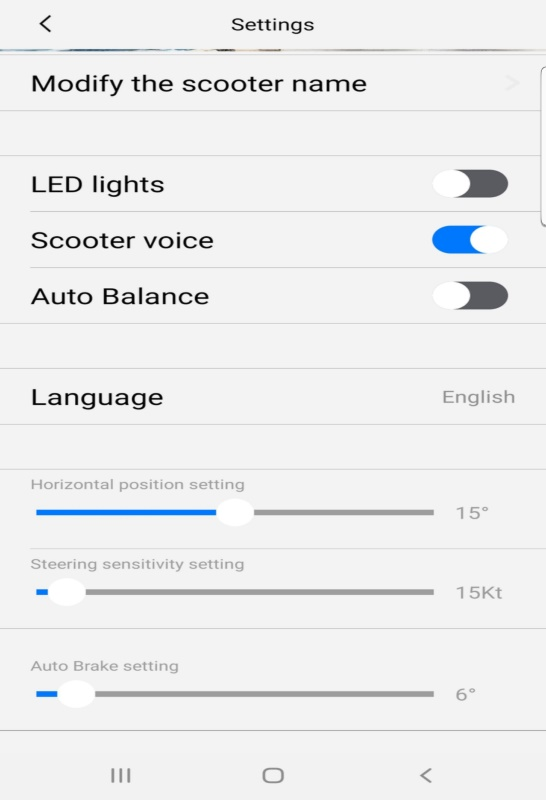 Settings
Modify the scooter name
LED lights
Scooter voice
Auto Balance
Language English
Horizontal position setting
15°
Steering sensitivity setting
15Kt
Auto Brake setting
6°